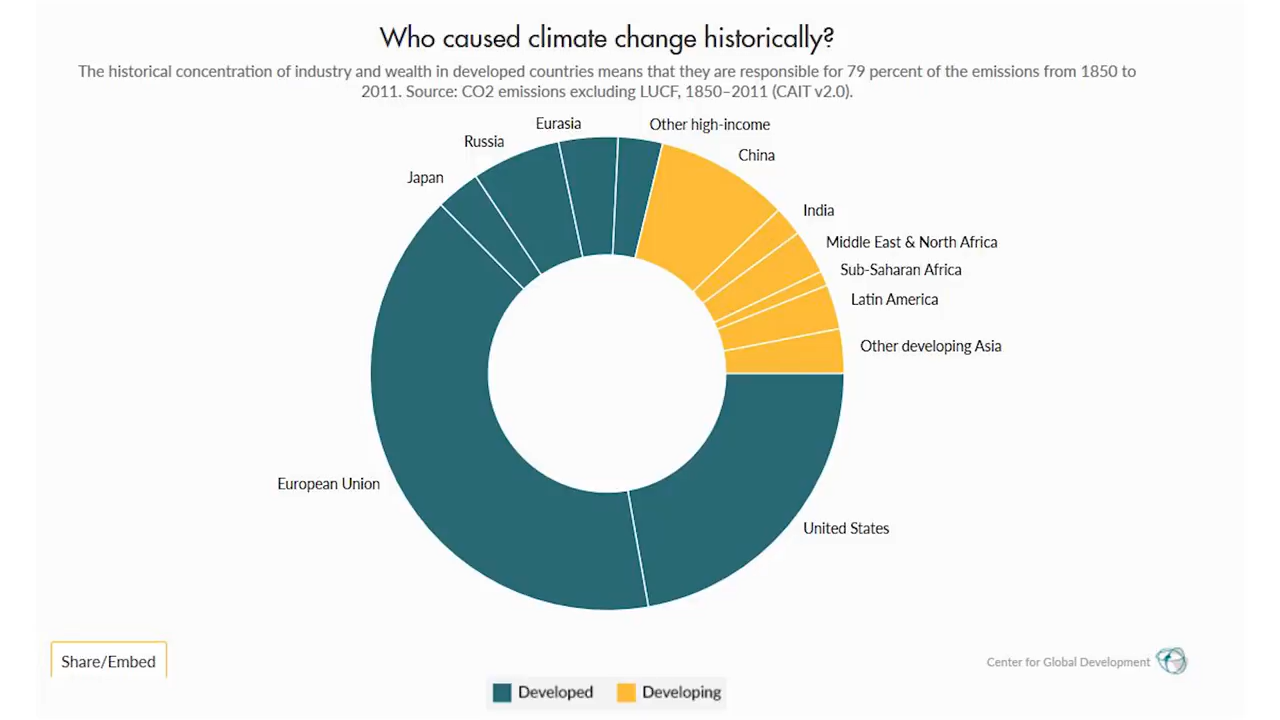 Who caused climate change historically?
The historical concentration of industry and wealth in developed countries means that they are responsible for 79 percent of the emissions from 1850 to
2011. Source: CO2 emissions excluding LUCF, 1850–2011 (CAIT v2.0).
Eurasia
Other high-income
Russia
China
Japan
India
Middle East & North Africa
Sub-Saharan Africa
Latin America
Other developing Asia
European Union
United States
Share/Embed
Center for Global Development
Developed
Developing